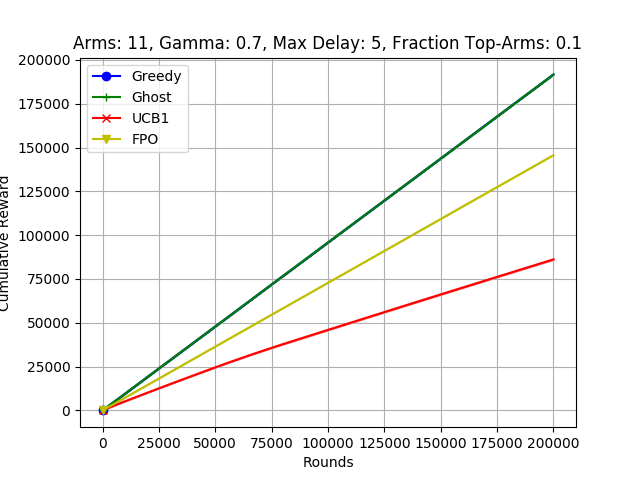 Arms: 11, Gamma: 0.7, Max Delay: 5, Fraction Top-Arms: 0.1
Greedy
Ghost
UCB1
FPO
200000
175000
150000
125000
100000
75000
50000
25000
0
Cumulative Reward
0 25000 50000 75000 100000 125000 150000 175000 200000
Rounds